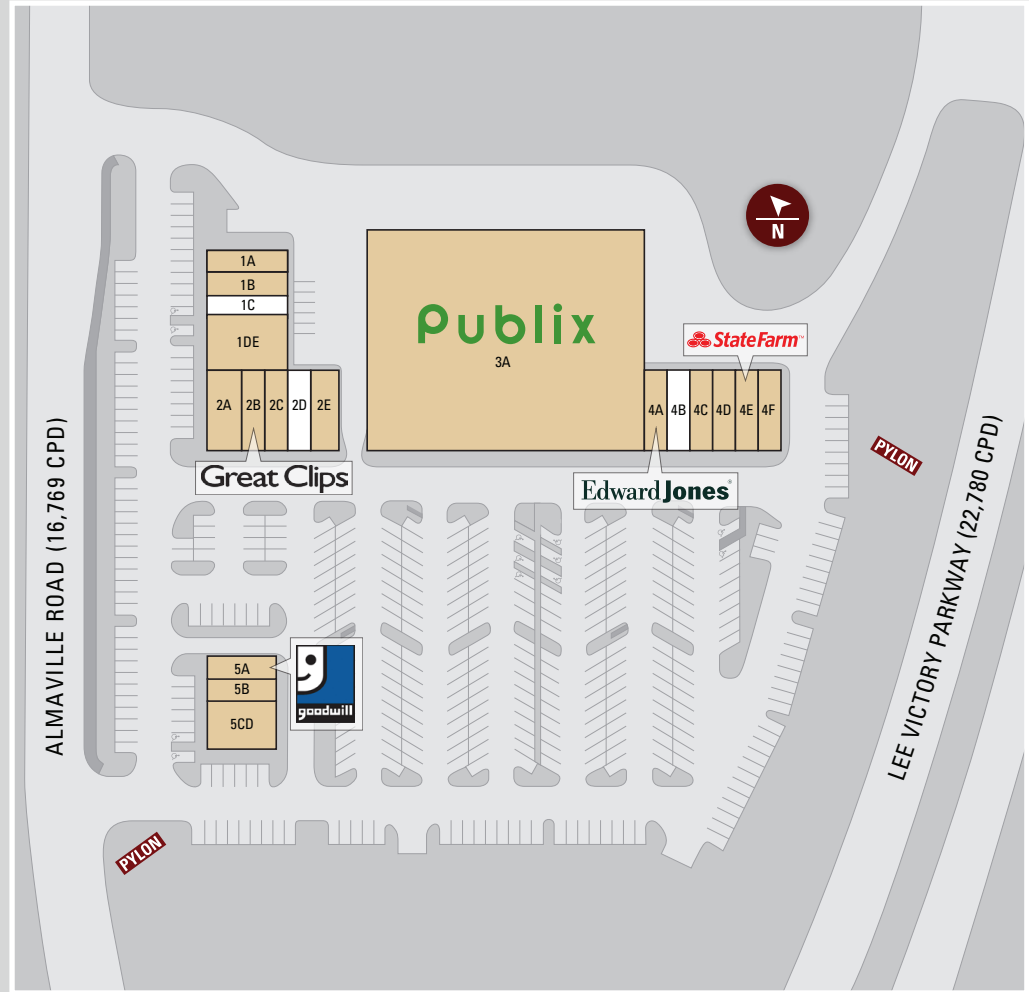 N
1A
1B
1C
1DE
2A 2B 2C 2D 2E
Great Clips
Publix
3A
StateFarm™
4A 4B 4C 4D 4E 4F
Edward Jones®
PYLON
ALMAVILLE ROAD (16,769 CPD)
LEE VICTORY PARKWAY (22,780 CPD)
5A
5B
5CD
goodwill
PYLON